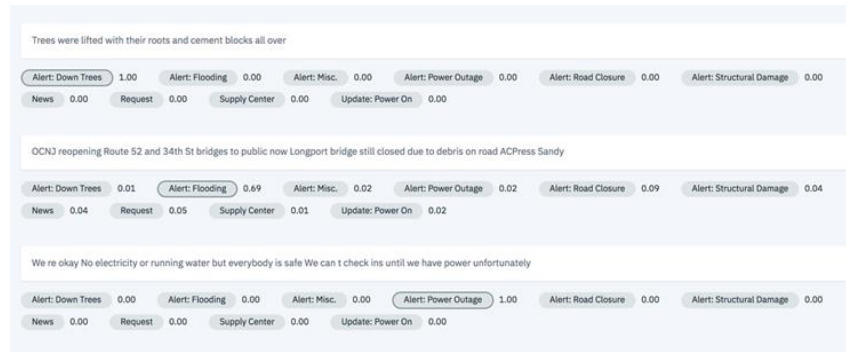 Trees were lifted with their roots and cement blocks all over
Alert: Down Trees 1.00 Alert: Flooding 0.00 Alert: Misc. 0.00 Alert: Power Outage 0.00 Alert: Road Closure 0.00 Alert: Structural Damage 0.00
News 0.00 Request 0.00 Supply Center 0.00 Update: Power On 0.00
OCNJ reopening Route 52 and 34th St bridges to public now Longport bridge still closed due to debris on road ACPress Sandy
Alert: Down Trees 0.01 Alert: Flooding 0.69 Alert: Misc. 0.02 Alert: Power Outage 0.02 Alert: Road Closure 0.09 Alert: Structural Damage 0.04
News 0.04 Request 0.05 Supply Center 0.01 Update: Power On 0.02
We re okay No electricity or running water but everybody is safe We can t check ins until we have power unfortunately
Alert: Down Trees 0.00 Alert: Flooding 0.00 Alert: Misc. 0.00 Alert: Power Outage 1.00 Alert: Road Closure 0.00 Alert: Structural Damage 0.00
News 0.00 Request 0.00 Supply Center 0.00 Update: Power On 0.00